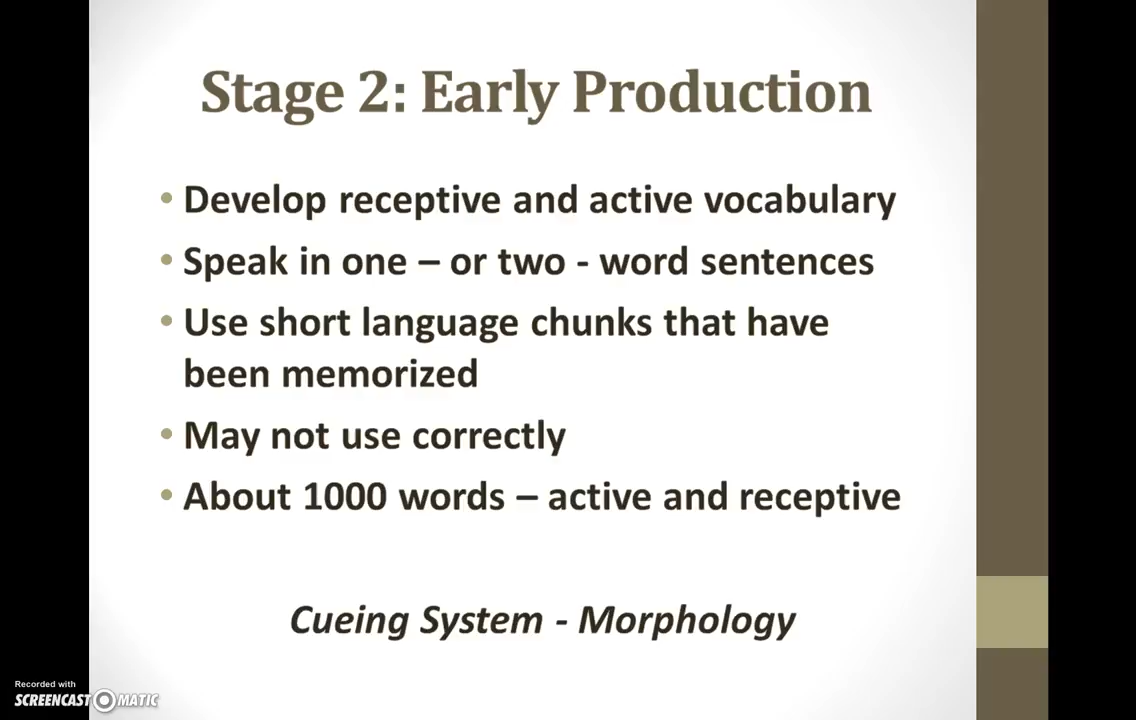 Stage 2: Early Production
• Develop receptive and active vocabulary
• Speak in one – or two - word sentences
• Use short language chunks that have
been memorized
• May not use correctly
• About 1000 words – active and receptive
Cueing System - Morphology
Recorded with
SCREENCAST MATIC